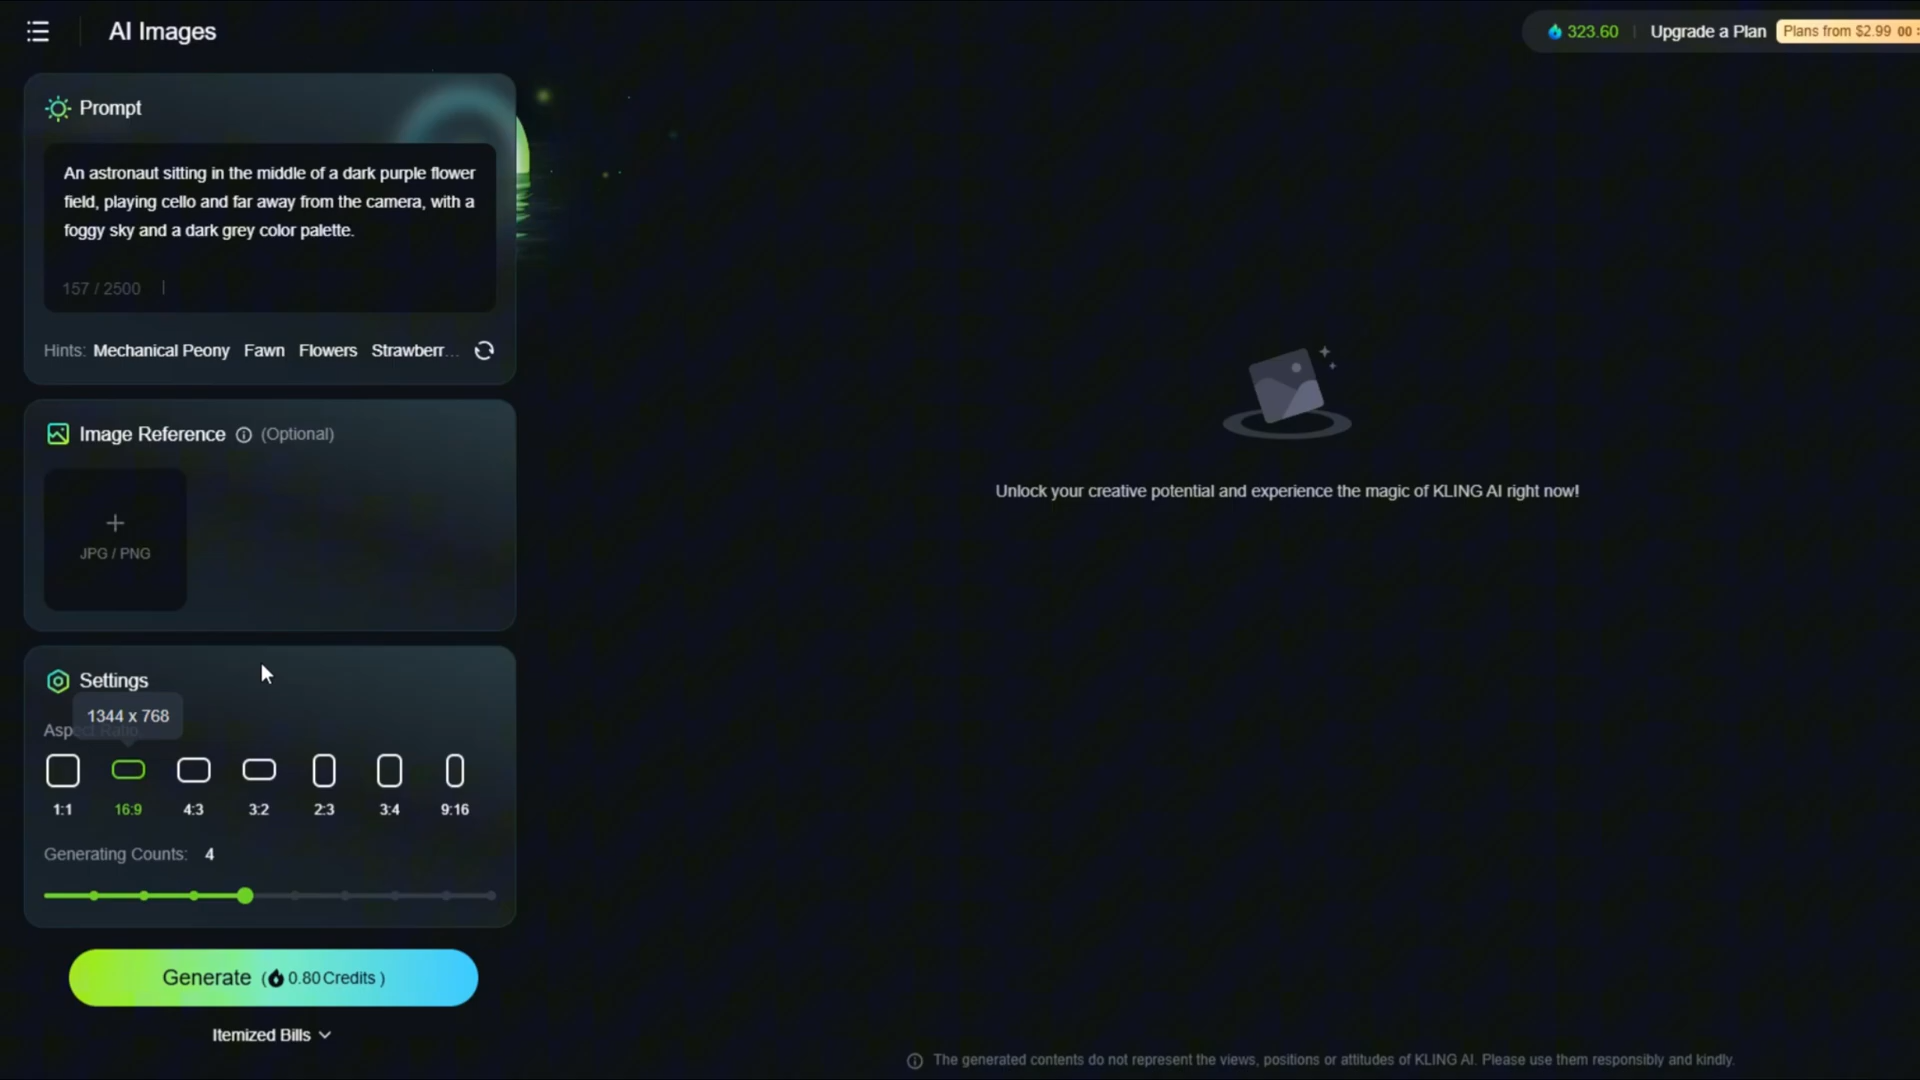 AI Images
323.60
Upgrade a Plan
Plans from $2.99 00 :
Prompt
An astronaut sitting in the middle of a dark purple flower
field, playing cello and far away from the camera, with a
foggy sky and a dark grey color palette.
157 / 2500
Hints: Mechanical Peony Fawn Flowers Strawberr...
Image Reference (Optional)
JPG / PNG
Unlock your creative potential and experience the magic of KLING AI right now!
Settings
1344 x 768
Aspect Ratio
1:1 16:9 4:3 3:2 2:3 3:4 9:16
Generating Counts: 4
Generate ( 0.80 Credits )
Itemized Bills
The generated contents do not represent the views, positions or attitudes of KLING AI. Please use them responsibly and kindly.